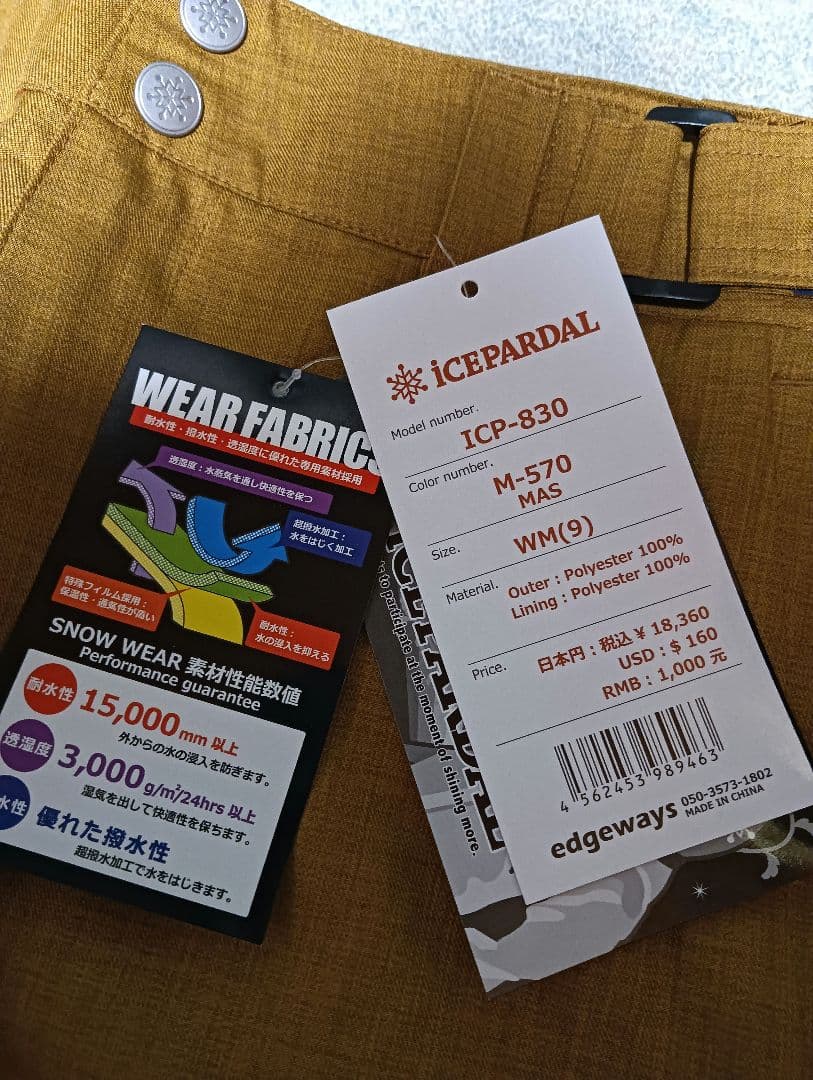 WEAR FABRICS
耐水性・撥水性・透湿度に優れた専用素材採用
透湿度：水蒸気を通し快適性を保つ
超撥水加工：
水をはじく加工
特殊フィルム採用：
保温性・通気性が高い
耐水性：
水の浸入を抑える
SNOW WEAR 素材性能数値
Performance guarantee
耐水性 15,000mm 以上
外からの水の浸入を防ぎます。
透湿度 3,000g/m²/24hrs 以上
湿気を出して快適性を保ちます。
水性 優れた撥水性
超撥水加工で水をはじきます。
iCEPARDAL
Model number. ICP-830
Color number. M-570
MAS
Size. WM(9)
Material. Outer : Polyester 100%
Lining : Polyester 100%
Price. 日本円：税込¥ 18,360
USD : $ 160
RMB : 1,000 元
4 562453 989463
edgeways 050-3573-1802
MADE IN CHINA
to participate at the moment of shining more.